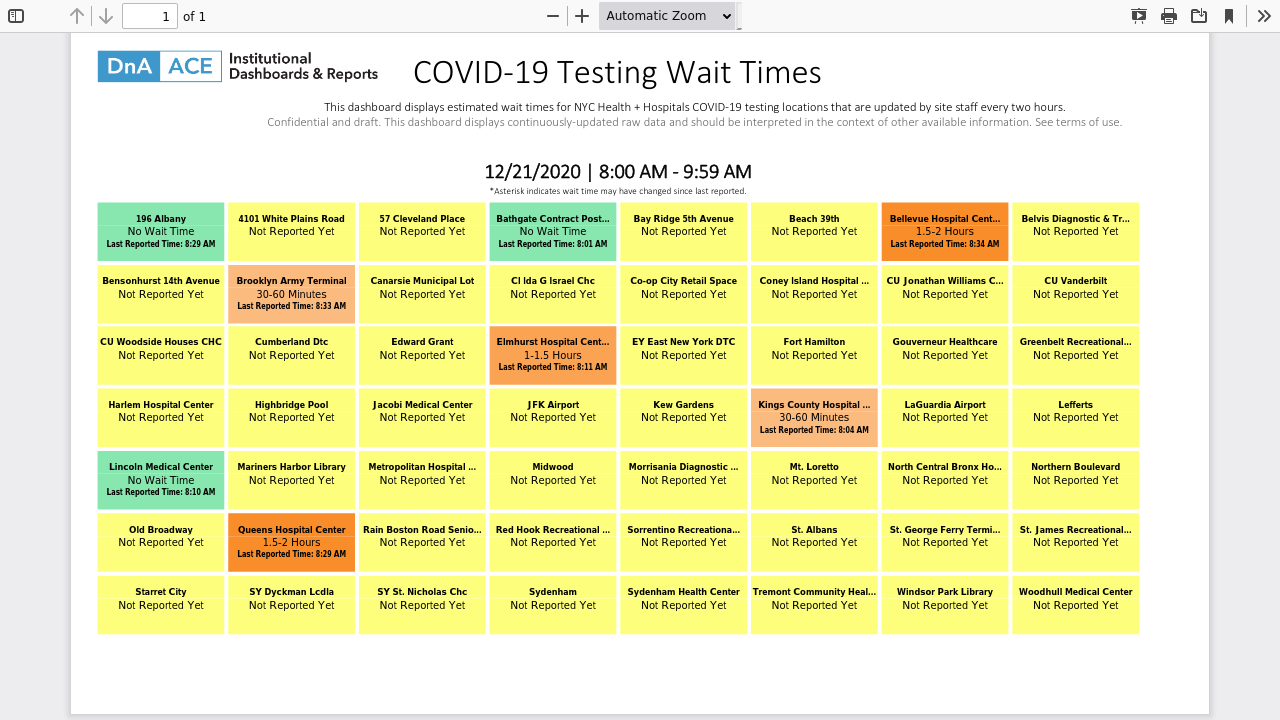 1 of 1 Automatic Zoom
DnA ACE Institutional Dashboards & Reports
COVID-19 Testing Wait Times
This dashboard displays estimated wait times for NYC Health + Hospitals COVID-19 testing locations that are updated by site staff every two hours.
Confidential and draft. This dashboard displays continuously-updated raw data and should be interpreted in the context of other available information. See terms of use.
12/21/2020 | 8:00 AM - 9:59 AM
*Asterisk indicates wait time may have changed since last reported.
196 Albany
No Wait Time
Last Reported Time: 8:29 AM
4101 White Plains Road
Not Reported Yet
57 Cleveland Place
Not Reported Yet
Bathgate Contract Post...
No Wait Time
Last Reported Time: 8:01 AM
Bay Ridge 5th Avenue
Not Reported Yet
Beach 39th
Not Reported Yet
Bellevue Hospital Cent...
1.5-2 Hours
Last Reported Time: 8:34 AM
Belvis Diagnostic & Tr...
Not Reported Yet
Bensonhurst 14th Avenue
Not Reported Yet
Brooklyn Army Terminal
30-60 Minutes
Last Reported Time: 8:33 AM
Canarsie Municipal Lot
Not Reported Yet
CI Ida G Israel Chc
Not Reported Yet
Co-op City Retail Space
Not Reported Yet
Coney Island Hospital ...
Not Reported Yet
CU Jonathan Williams C...
Not Reported Yet
CU Vanderbilt
Not Reported Yet
CU Woodside Houses CHC
Not Reported Yet
Cumberland Dtc
Not Reported Yet
Edward Grant
Not Reported Yet
Elmhurst Hospital Cent...
1-1.5 Hours
Last Reported Time: 8:11 AM
EY East New York DTC
Not Reported Yet
Fort Hamilton
Not Reported Yet
Gouverneur Healthcare
Not Reported Yet
Greenbelt Recreational...
Not Reported Yet
Harlem Hospital Center
Not Reported Yet
Highbridge Pool
Not Reported Yet
Jacobi Medical Center
Not Reported Yet
JFK Airport
Not Reported Yet
Kew Gardens
Not Reported Yet
Kings County Hospital ...
30-60 Minutes
Last Reported Time: 8:04 AM
LaGuardia Airport
Not Reported Yet
Lefferts
Not Reported Yet
Lincoln Medical Center
No Wait Time
Last Reported Time: 8:10 AM
Mariners Harbor Library
Not Reported Yet
Metropolitan Hospital ...
Not Reported Yet
Midwood
Not Reported Yet
Morrisania Diagnostic ...
Not Reported Yet
Mt. Loretto
Not Reported Yet
North Central Bronx Ho...
Not Reported Yet
Northern Boulevard
Not Reported Yet
Old Broadway
Not Reported Yet
Queens Hospital Center
1.5-2 Hours
Last Reported Time: 8:29 AM
Rain Boston Road Senio...
Not Reported Yet
Red Hook Recreational ...
Not Reported Yet
Sorrentino Recreationa...
Not Reported Yet
St. Albans
Not Reported Yet
St. George Ferry Termi...
Not Reported Yet
St. James Recreational...
Not Reported Yet
Starret City
Not Reported Yet
SY Dyckman Lcdla
Not Reported Yet
SY St. Nicholas Chc
Not Reported Yet
Sydenham
Not Reported Yet
Sydenham Health Center
Not Reported Yet
Tremont Community Heal...
Not Reported Yet
Windsor Park Library
Not Reported Yet
Woodhull Medical Center
Not Reported Yet